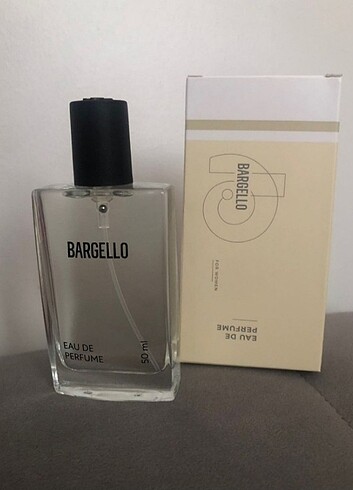 BARGELLO
EAU DE
PERFUME
50 ml
BARGELLO
FOR WOMEN
EAU DE
PERFUME